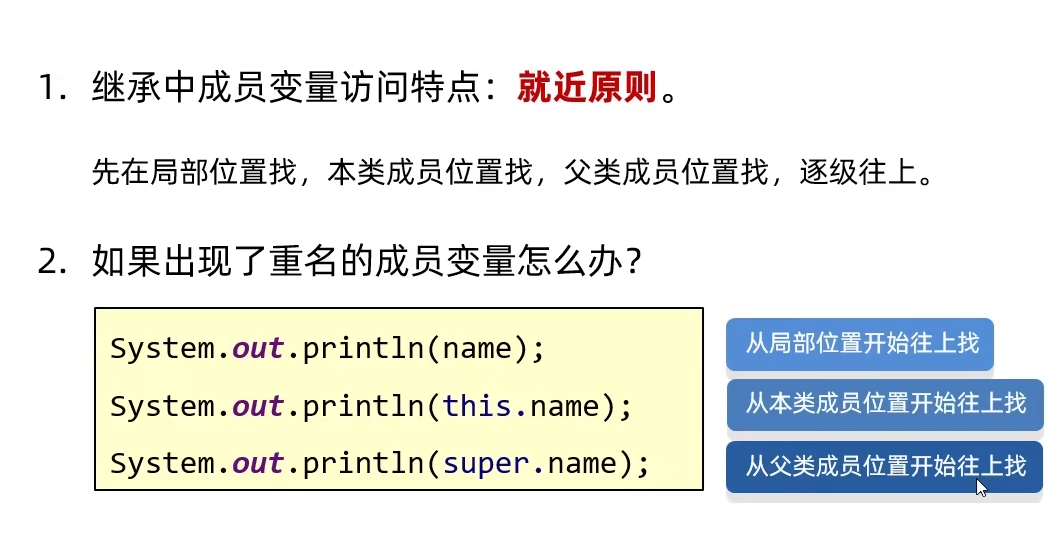 1. 继承中成员变量访问特点：就近原则。
先在局部位置找，本类成员位置找，父类成员位置找，逐级往上。
2. 如果出现了重名的成员变量怎么办？
System.out.println(name);
从局部位置开始往上找
System.out.println(this.name);
从本类成员位置开始往上找
System.out.println(super.name);
从父类成员位置开始往上找